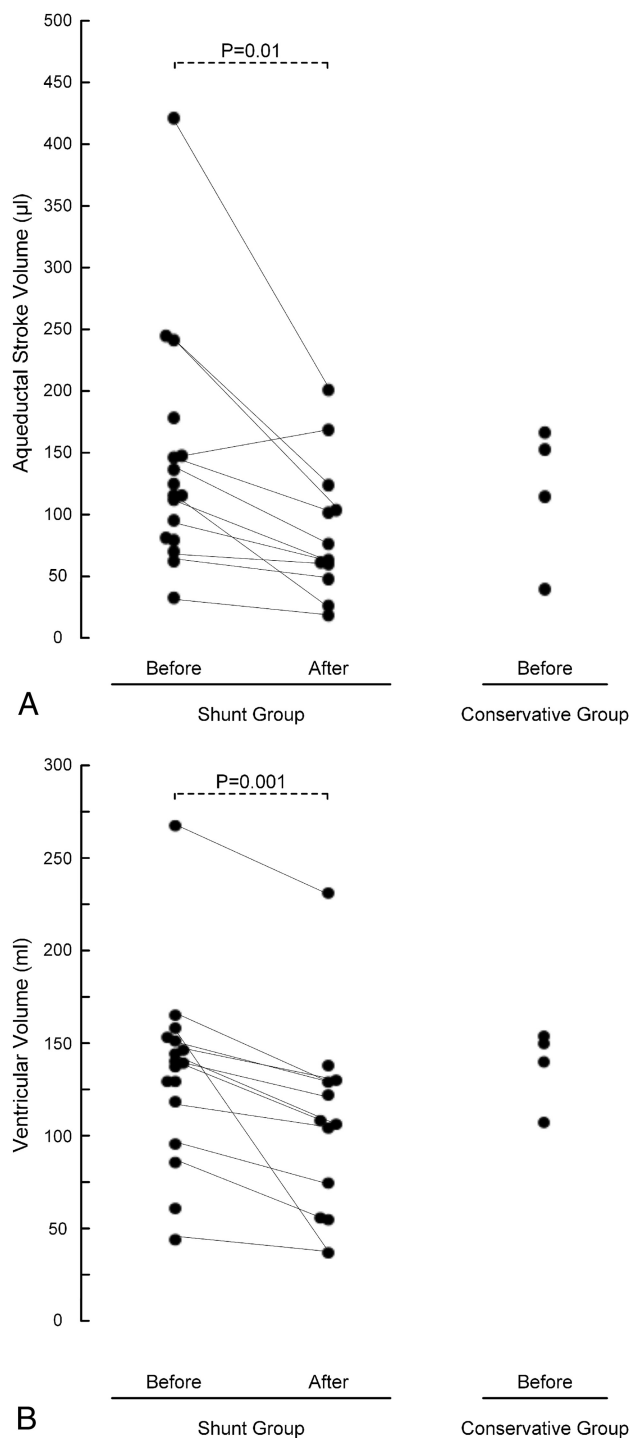 500
P=0.01
450
400
350
300
250
200
150
100
50
0
Aqueductal Stroke Volume (µl)
Before After Before
A
Shunt Group Conservative Group
300
P=0.001
250
200
150
100
50
0
Ventricular Volume (ml)
Before After Before
B
Shunt Group Conservative Group